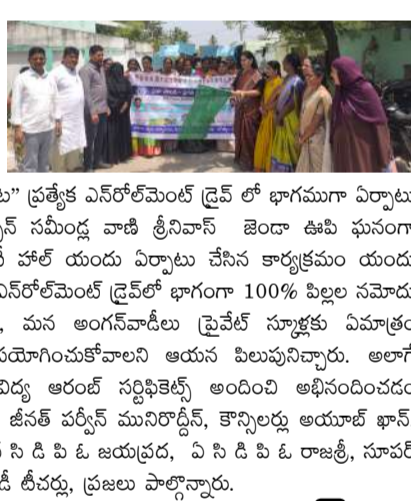 ట” ప్రత్యేక ఎన్‌రోల్‌మెంట్ డ్రైవ్ లో భాగముగా ఏర్పాటు
సమీండ్ల వాణి శ్రీనివాస్ జెండా ఊపి ఘనంగా
హాల్ యందు ఏర్పాటు చేసిన కార్యక్రమం యందు
ఎన్‌రోల్‌మెంట్ డ్రైవ్‌లో భాగంగా 100% పిల్లల నమోదు
, మన అంగన్‌వాడీలు ప్రైవేట్ స్కూళ్లకు ఏమాత్రం
పయోగించుకోవాలని ఆయన పిలుపునిచ్చారు. అలాగే
విద్య ఆరంబ్ సర్టిఫికెట్స్ అందించి అభినందించడం
జీనత్ పర్వీన్ మునిరొద్దీన్, కౌన్సిలర్లు అయూబ్ ఖాన్
సి డి పి ఓ జయప్రద, ఏ సి డి పి ఓ రాజశ్రీ, సూపర్
డీ టీచర్లు, ప్రజలు పాల్గొన్నారు.